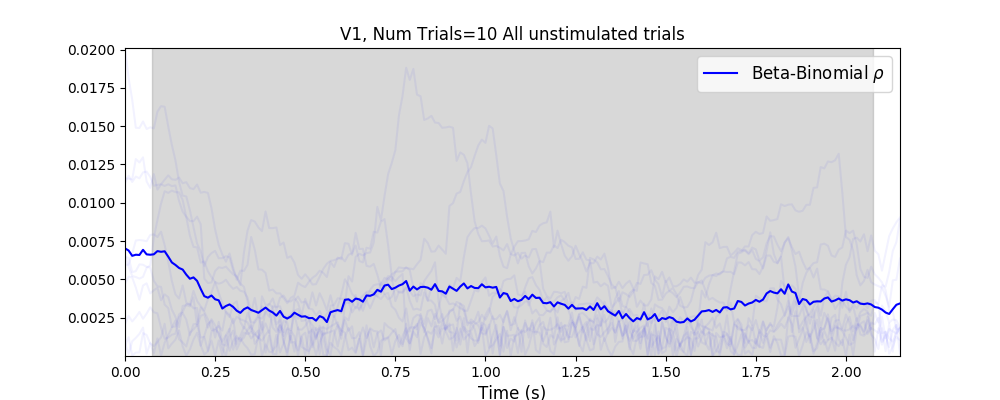 V1, Num Trials=10 All unstimulated trials
Beta-Binomial ρ
0.0200
0.0175
0.0150
0.0125
0.0100
0.0075
0.0050
0.0025
0.00 0.25 0.50 0.75 1.00 1.25 1.50 1.75 2.00
Time (s)